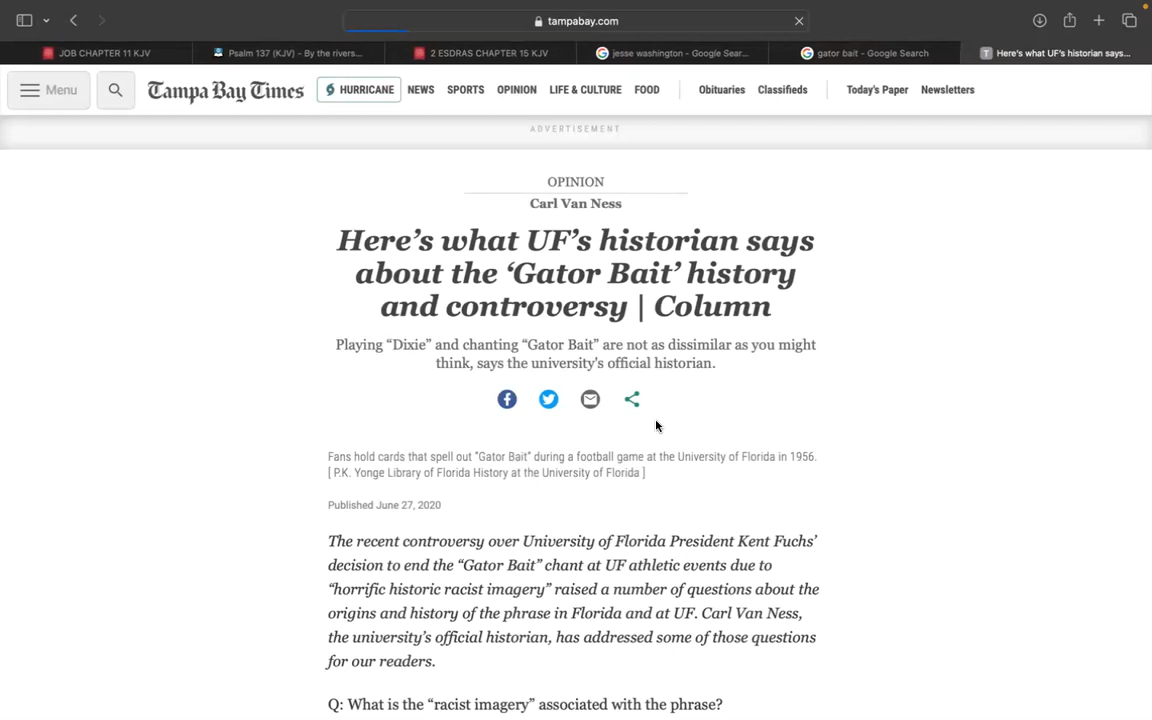 tampabay.com
JOB CHAPTER 11 KJV
Psalm 137 (KJV) - By the rivers...
2 ESDRAS CHAPTER 15 KJV
jesse washington - Google Sear...
gator bait - Google Search
Here's what UF's historian says...
Menu
Tampa Bay Times
HURRICANE
NEWS
SPORTS
OPINION
LIFE & CULTURE
FOOD
Obituaries
Classifieds
Today's Paper
Newsletters
ADVERTISEMENT
OPINION
Carl Van Ness
Here's what UF's historian says
about the 'Gator Bait' history
and controversy | Column
Playing “Dixie” and chanting “Gator Bait” are not as dissimilar as you might
think, says the university's official historian.
Fans hold cards that spell out "Gator Bait" during a football game at the University of Florida in 1956.
[ P.K. Yonge Library of Florida History at the University of Florida ]
Published June 27, 2020
The recent controversy over University of Florida President Kent Fuchs’
decision to end the “Gator Bait” chant at UF athletic events due to
“horrific historic racist imagery” raised a number of questions about the
origins and history of the phrase in Florida and at UF. Carl Van Ness,
the university’s official historian, has addressed some of those questions
for our readers.
Q: What is the “racist imagery” associated with the phrase?